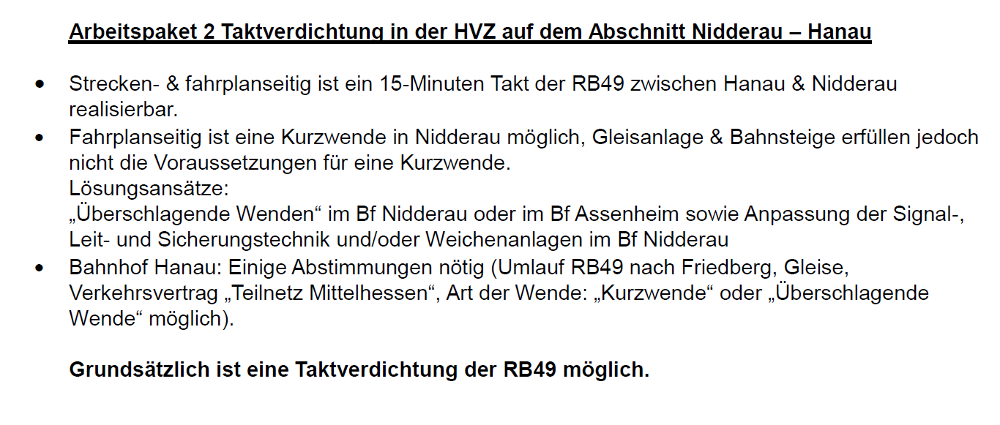 Arbeitspaket 2 Taktverdichtung in der HVZ auf dem Abschnitt Nidderau – Hanau
• Strecken- & fahrplanseitig ist ein 15-Minuten Takt der RB49 zwischen Hanau & Nidderau
realisierbar.
• Fahrplanseitig ist eine Kurzwende in Nidderau möglich, Gleisanlage & Bahnsteige erfüllen jedoch
nicht die Voraussetzungen für eine Kurzwende.
Lösungsansätze:
„Überschlagende Wenden“ im Bf Nidderau oder im Bf Assenheim sowie Anpassung der Signal-,
Leit- und Sicherungstechnik und/oder Weichenanlagen im Bf Nidderau
• Bahnhof Hanau: Einige Abstimmungen nötig (Umlauf RB49 nach Friedberg, Gleise,
Verkehrsvertrag „Teilnetz Mittelhessen“, Art der Wende: „Kurzwende“ oder „Überschlagende
Wende“ möglich).
Grundsätzlich ist eine Taktverdichtung der RB49 möglich.